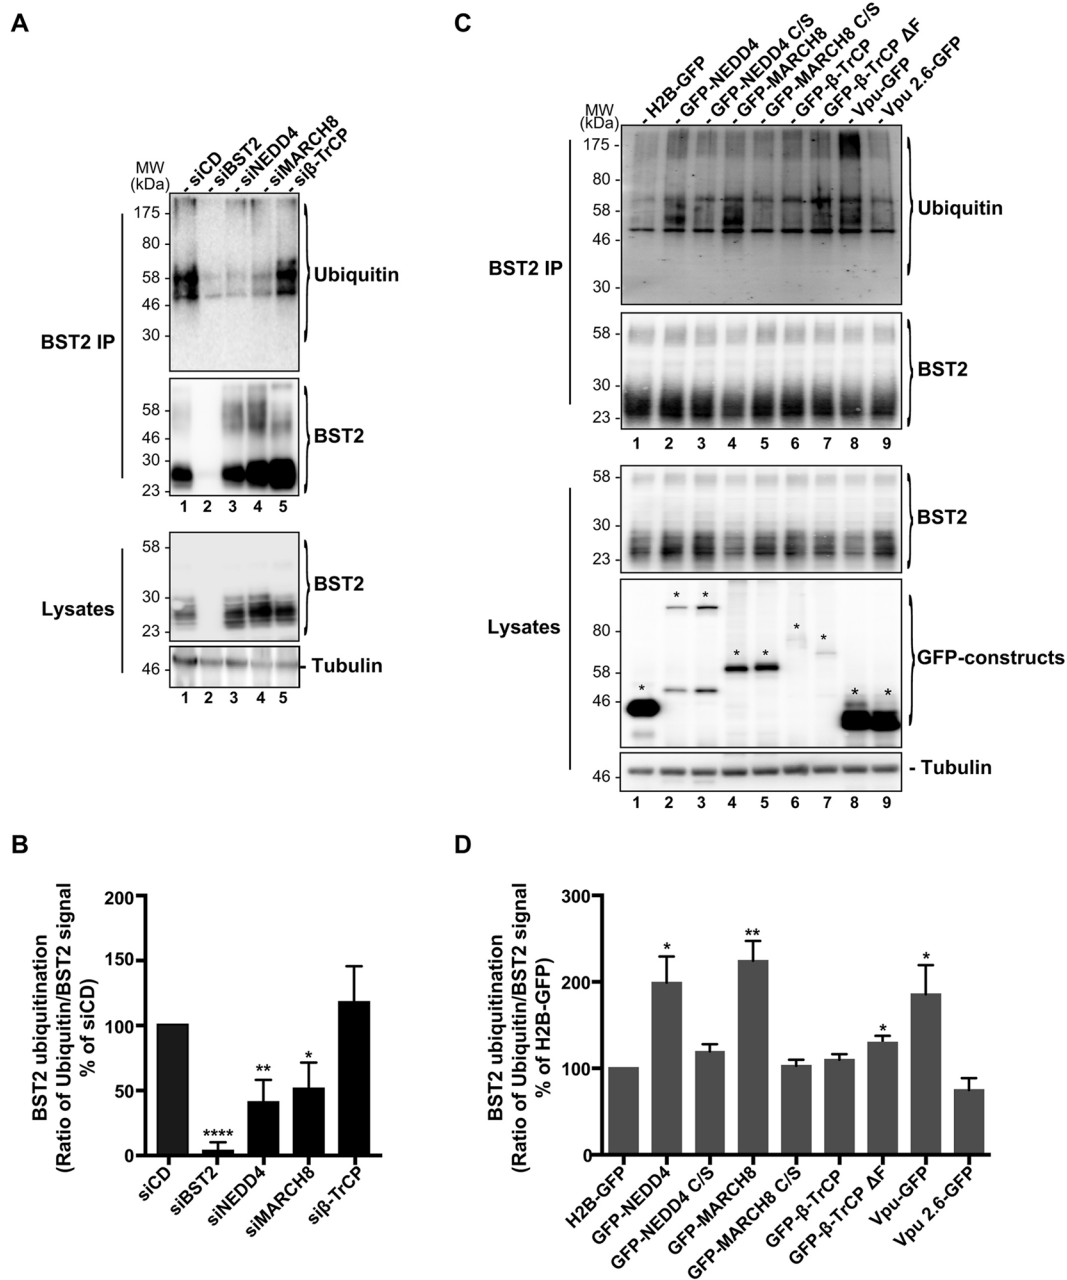 A
MW
(kDa)
- siCD
- siBST2
- siNEDD4
- siMARCH8
- siβ-TrCP
175 -
80 -
58 -
46 -
30 -
Ubiquitin
BST2 IP
58 -
46 -
30 -
23 -
BST2
1 2 3 4 5
Lysates
58 -
30 -
23 -
BST2
46 -
- Tubulin
1 2 3 4 5
C
MW
(kDa)
- H2B-GFP
- GFP-NEDD4
- GFP-NEDD4 C/S
- GFP-MARCH8
- GFP-MARCH8 C/S
- GFP-β-TrCP
- GFP-β-TrCP ΔF
- Vpu-GFP
- Vpu 2.6-GFP
175 -
80 -
58 -
46 -
30 -
Ubiquitin
BST2 IP
58 -
30 -
23 -
BST2
1 2 3 4 5 6 7 8 9
58 -
30 -
23 -
BST2
Lysates
80 -
58 -
46 -
* * * * * * * * *
GFP-constructs
46 -
- Tubulin
1 2 3 4 5 6 7 8 9
B
BST2 ubiquitination
(Ratio of Ubiquitin/BST2 signal
% of siCD)
200
150
100
50
0
****
**
*
siCD
siBST2
siNEDD4
siMARCH8
siβ-TrCP
D
BST2 ubiquitination
(Ratio of Ubiquitin/BST2 signal
% of H2B-GFP)
300
200
100
0
*
**
*
*
H2B-GFP
GFP-NEDD4
GFP-NEDD4 C/S
GFP-MARCH8
GFP-MARCH8 C/S
GFP-β-TrCP
GFP-β-TrCP ΔF
Vpu-GFP
Vpu 2.6-GFP